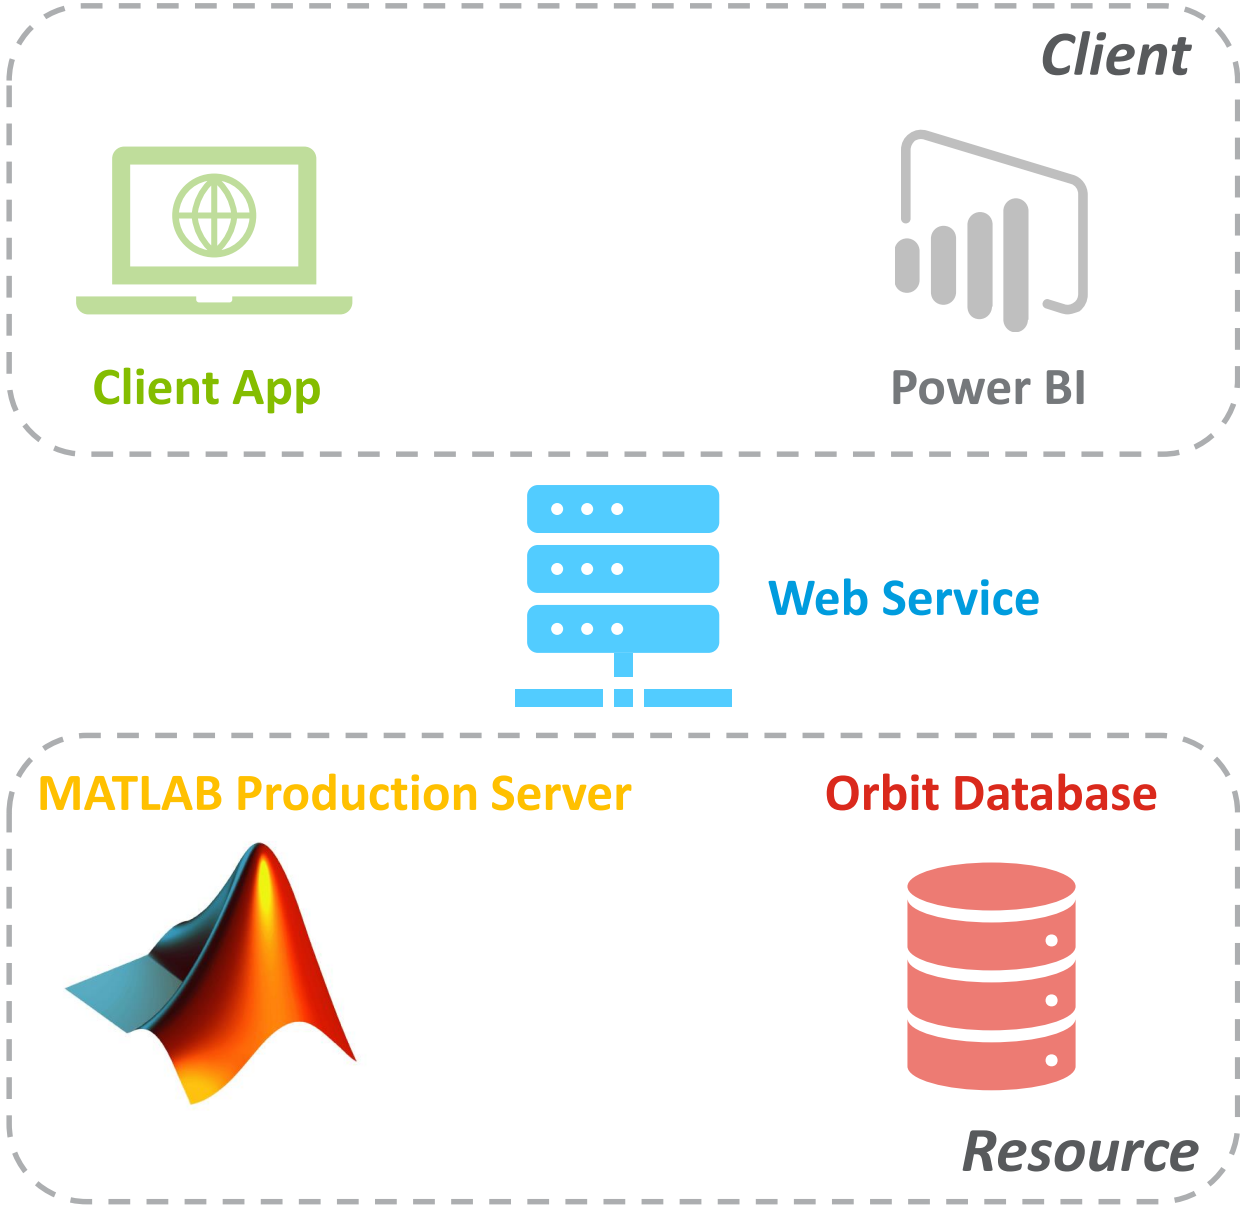 Client
Client App
Power BI
Web Service
MATLAB Production Server
Orbit Database
Resource